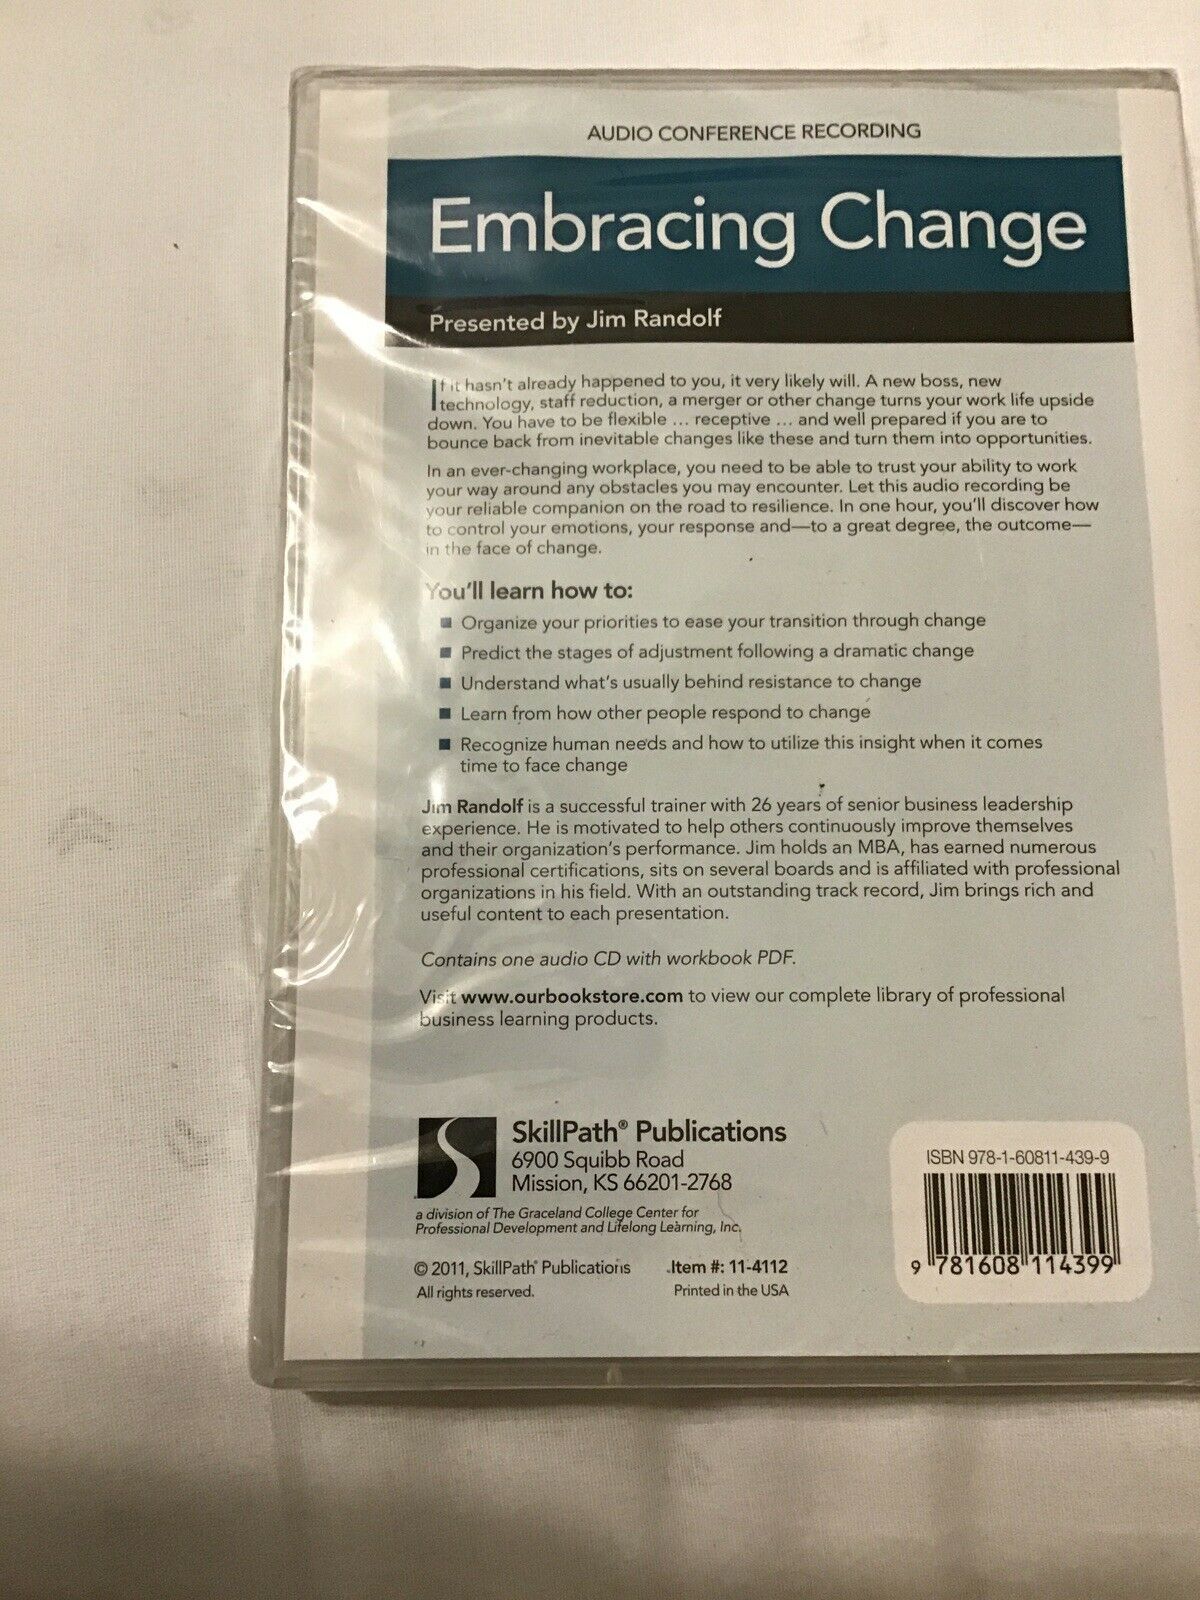 AUDIO CONFERENCE RECORDING
Embracing Change
Presented by Jim Randolf
If it hasn't already happened to you, it very likely will. A new boss, new
technology, staff reduction, a merger or other change turns your work life upside
down. You have to be flexible ... receptive ... and well prepared if you are to
bounce back from inevitable changes like these and turn them into opportunities.
In an ever-changing workplace, you need to be able to trust your ability to work
your way around any obstacles you may encounter. Let this audio recording be
your reliable companion on the road to resilience. In one hour, you'll discover how
to control your emotions, your response and—to a great degree, the outcome—
in the face of change.
You'll learn how to:
■ Organize your priorities to ease your transition through change
■ Predict the stages of adjustment following a dramatic change
■ Understand what's usually behind resistance to change
■ Learn from how other people respond to change
■ Recognize human needs and how to utilize this insight when it comes
time to face change
Jim Randolf is a successful trainer with 26 years of senior business leadership
experience. He is motivated to help others continuously improve themselves
and their organization's performance. Jim holds an MBA, has earned numerous
professional certifications, sits on several boards and is affiliated with professional
organizations in his field. With an outstanding track record, Jim brings rich and
useful content to each presentation.
Contains one audio CD with workbook PDF.
Visit www.ourbookstore.com to view our complete library of professional
business learning products.
SkillPath® Publications
6900 Squibb Road
Mission, KS 66201-2768
a division of The Graceland College Center for
Professional Development and Lifelong Learning, Inc.
© 2011, SkillPath® Publications
All rights reserved.
Item #: 11-4112
Printed in the USA
ISBN 978-1-60811-439-9
9 781608 114399